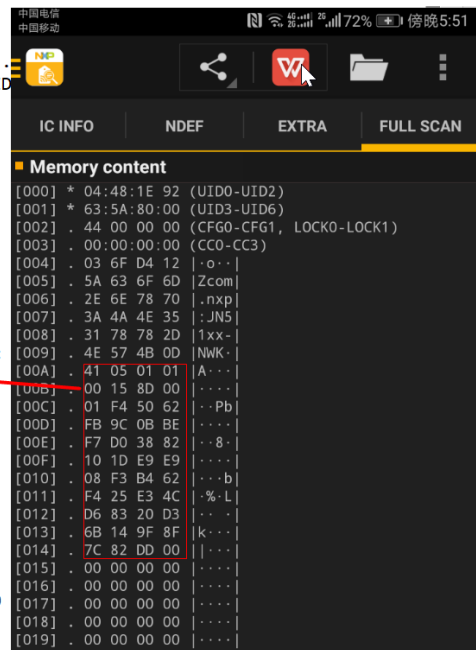 中国电信
中国移动
4G 2G 72% 傍晚5:51
NXP
D
W
IC INFO NDEF EXTRA FULL SCAN
Memory content
[000] * 04:48:1E 92 (UID0-UID2)
[001] * 63:5A:80:00 (UID3-UID6)
[002] . 44 00 00 00 (CFG0-CFG1, LOCK0-LOCK1)
[003] . 00:00:00:00 (CC0-CC3)
[004] . 03 6F D4 12 |·o··|
[005] . 5A 63 6F 6D |Zcom|
[006] . 2E 6E 78 70 |.nxp|
[007] . 3A 4A 4E 35 |:JN5|
[008] . 31 78 78 2D |1xx-|
[009] . 4E 57 4B 0D |NWK·|
[00A] . 41 05 01 01 |A···|
[00B] . 00 15 8D 00 |····|
[00C] . 01 F4 50 62 |··Pb|
[00D] . FB 9C 0B BE |····|
[00E] . F7 D0 38 82 |··8·|
[00F] . 10 1D E9 E9 |····|
[010] . 08 F3 B4 62 |···b|
[011] . F4 25 E3 4C |·%·L|
[012] . D6 83 20 D3 |·· ·|
[013] . 6B 14 9F 8F |k···|
[014] . 7C 82 DD 00 ||···|
[015] . 00 00 00 00 |····|
[016] . 00 00 00 00 |····|
[017] . 00 00 00 00 |····|
[018] . 00 00 00 00 |····|
[019] . 00 00 00 00 |····|